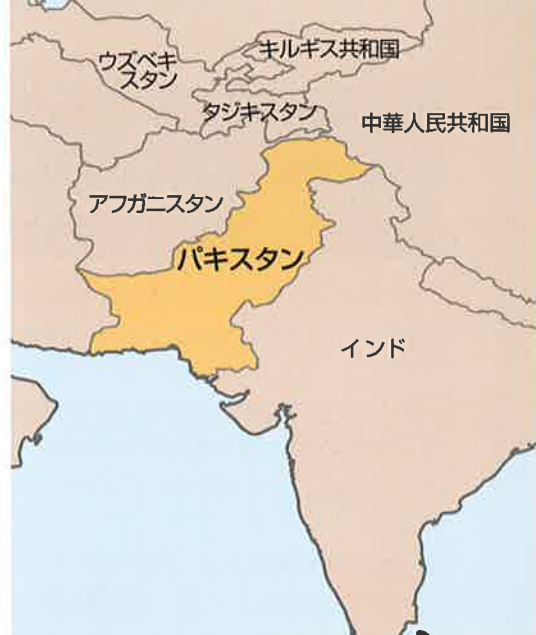 ウズベキ
スタン
キルギス共和国
タジキスタン
中華人民共和国
アフガニスタン
パキスタン
インド